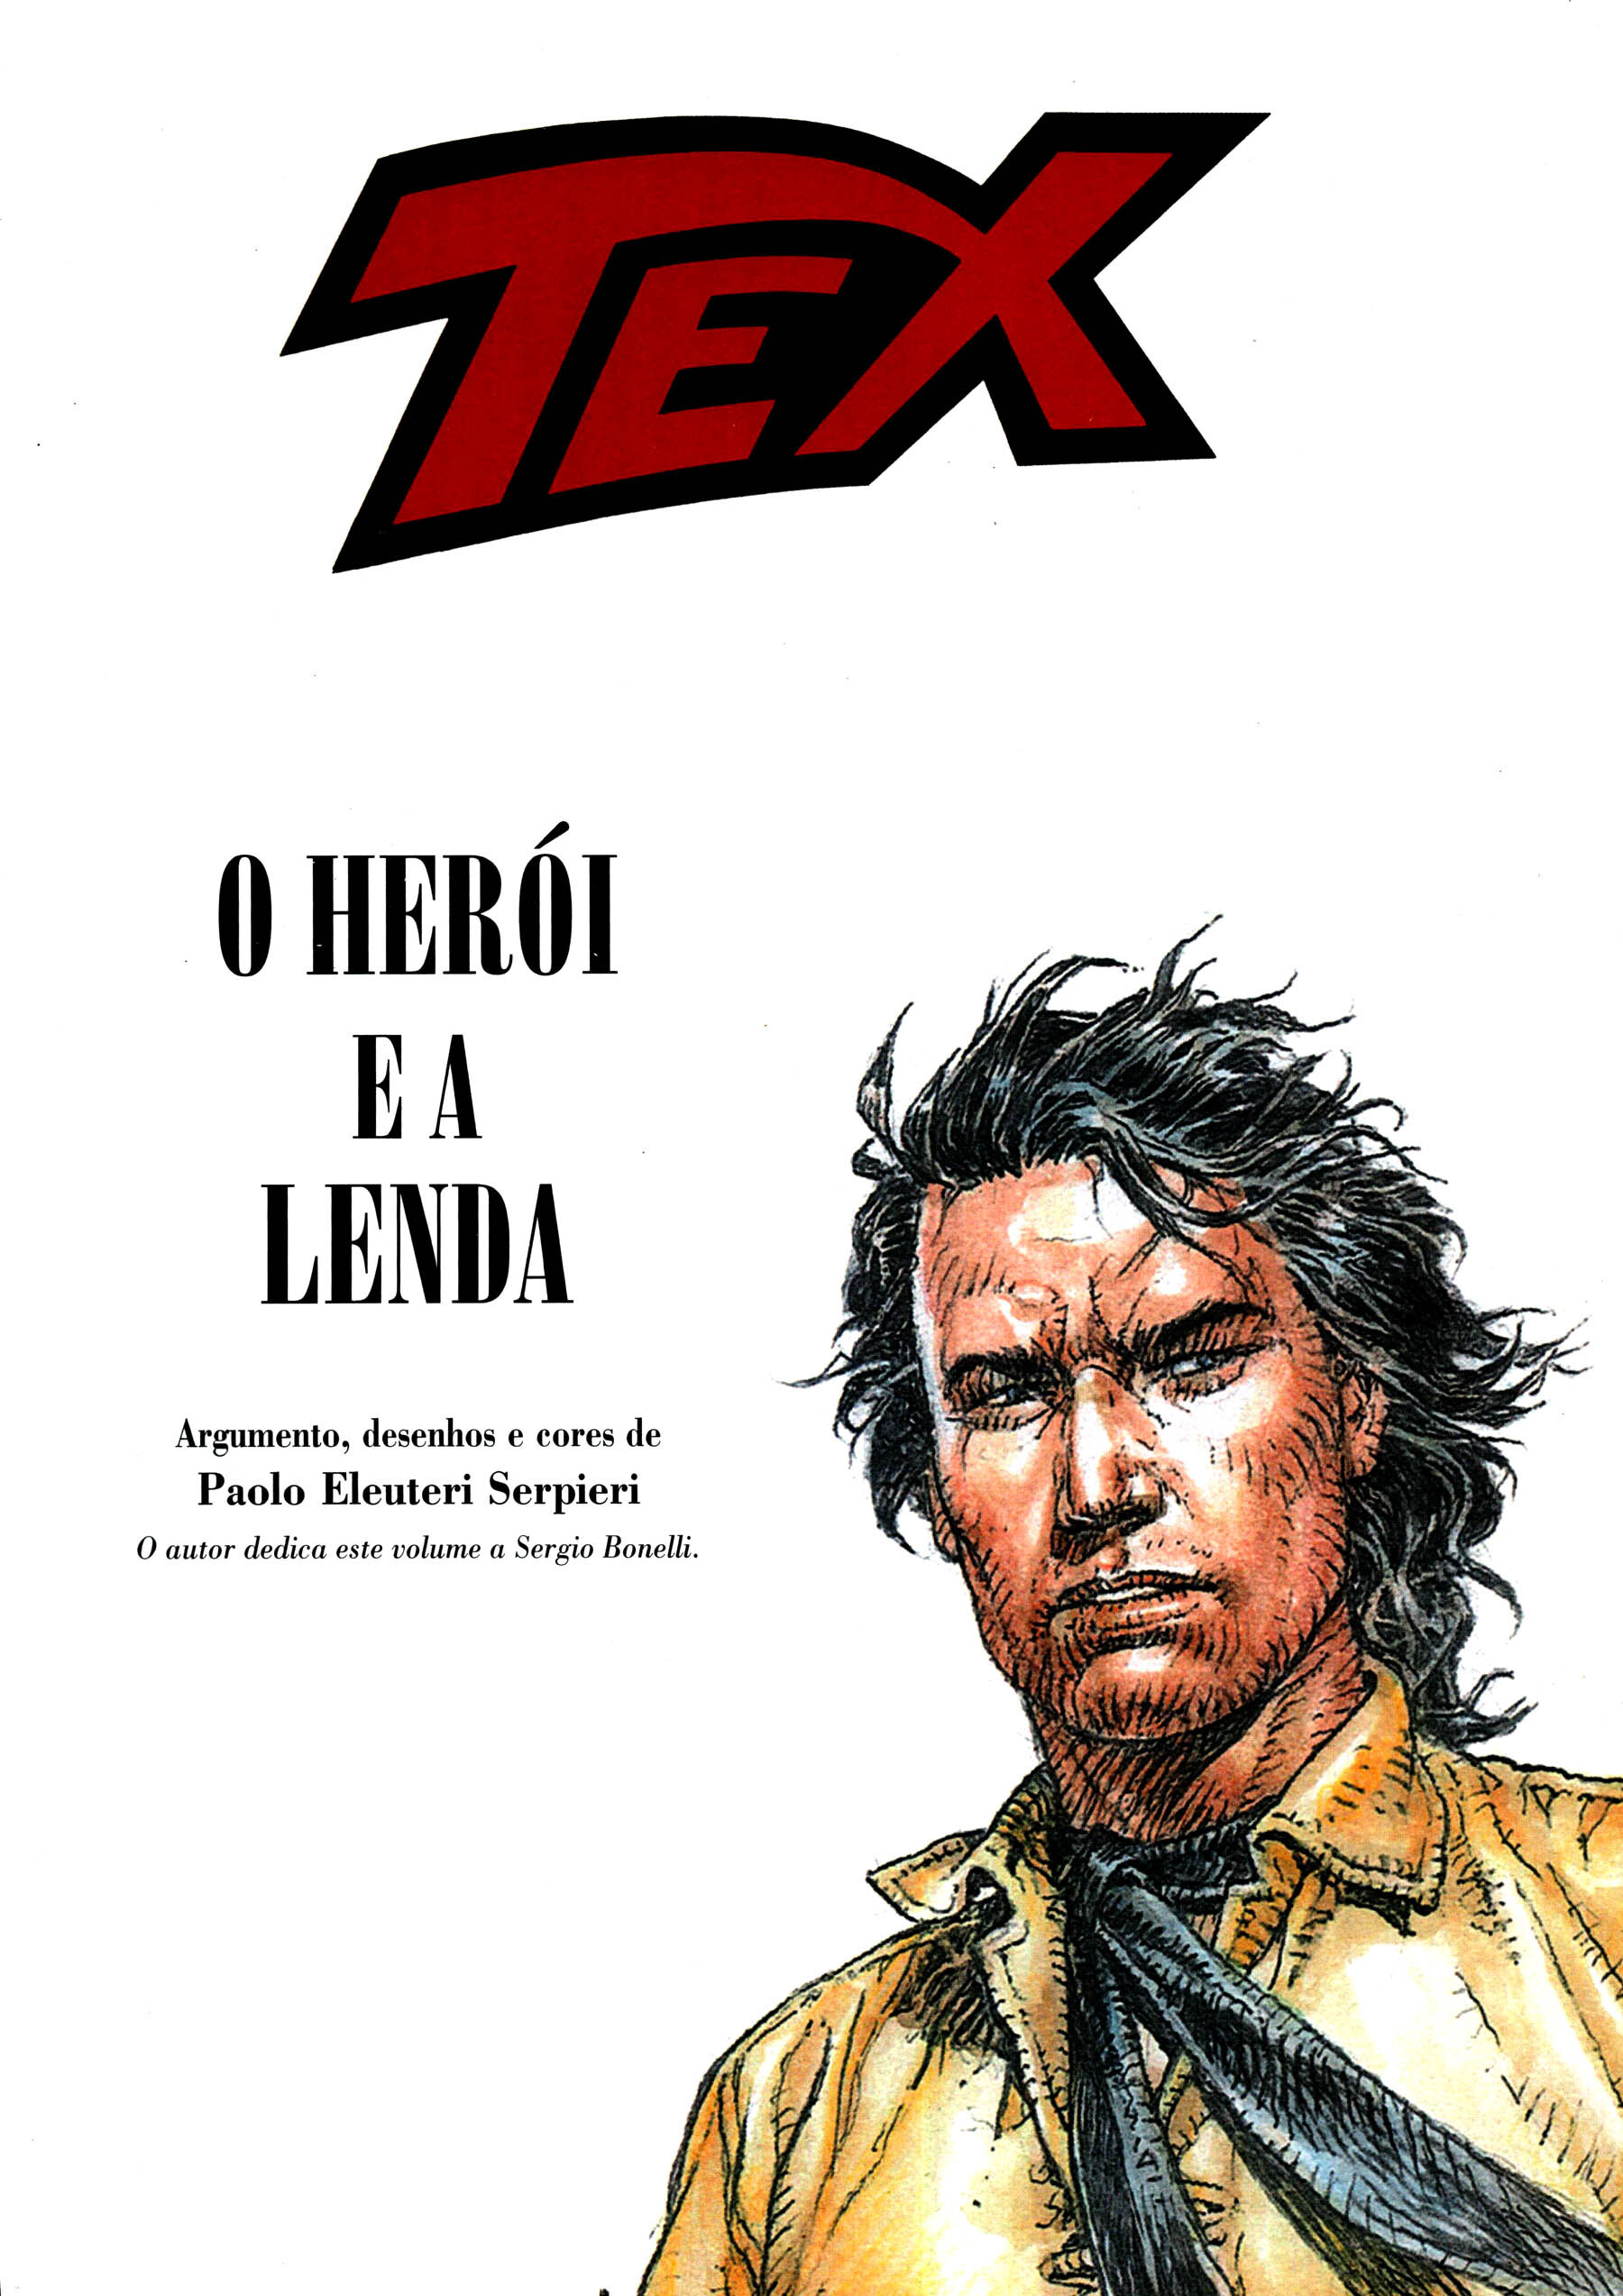 TEX
O HERÓI
E A
LENDA
Argumento, desenhos e cores de
Paolo Eleuteri Serpieri
O autor dedica este volume a Sergio Bonelli.